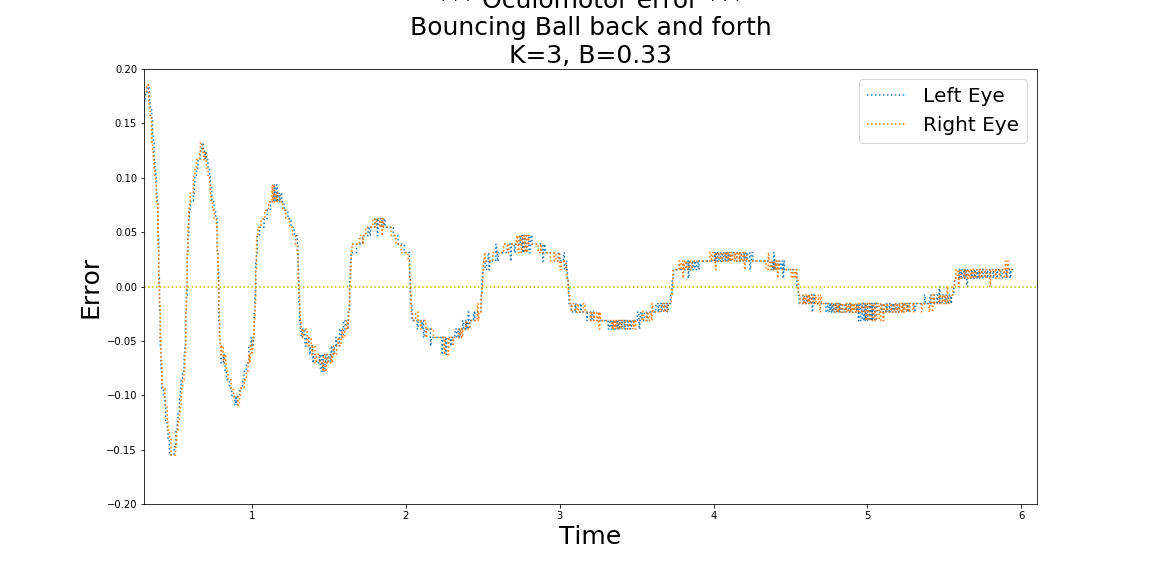 *** Oculomotor error ***
Bouncing Ball back and forth
K=3, B=0.33
0.20
0.15
0.10
0.05
0.00
−0.05
−0.10
−0.15
−0.20
Error
Left Eye
Right Eye
1
2
3
4
5
6
Time